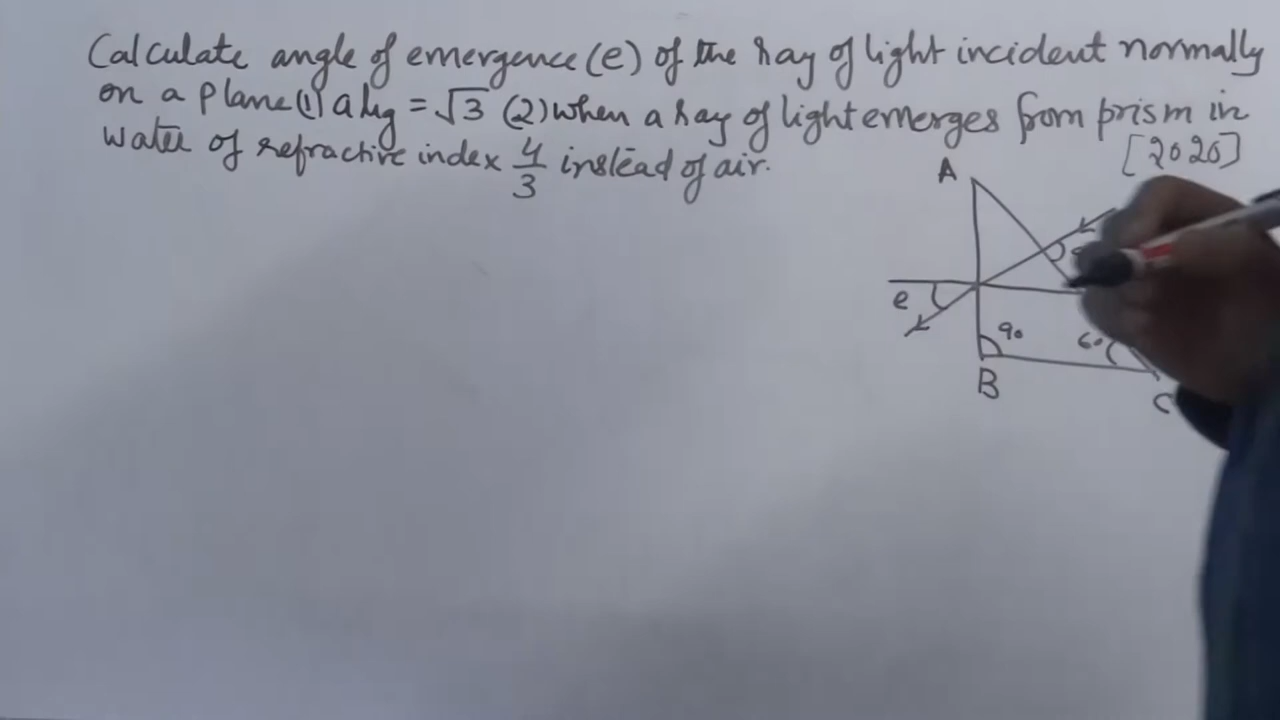 Calculate angle of emergence (e) of the ray of light incident normally
on a plane (1) aμg = √3 (2) when a ray of light emerges from prism in
water of refractive index 4/3 instead of air.
[2020]
A
e
90
60
B
C